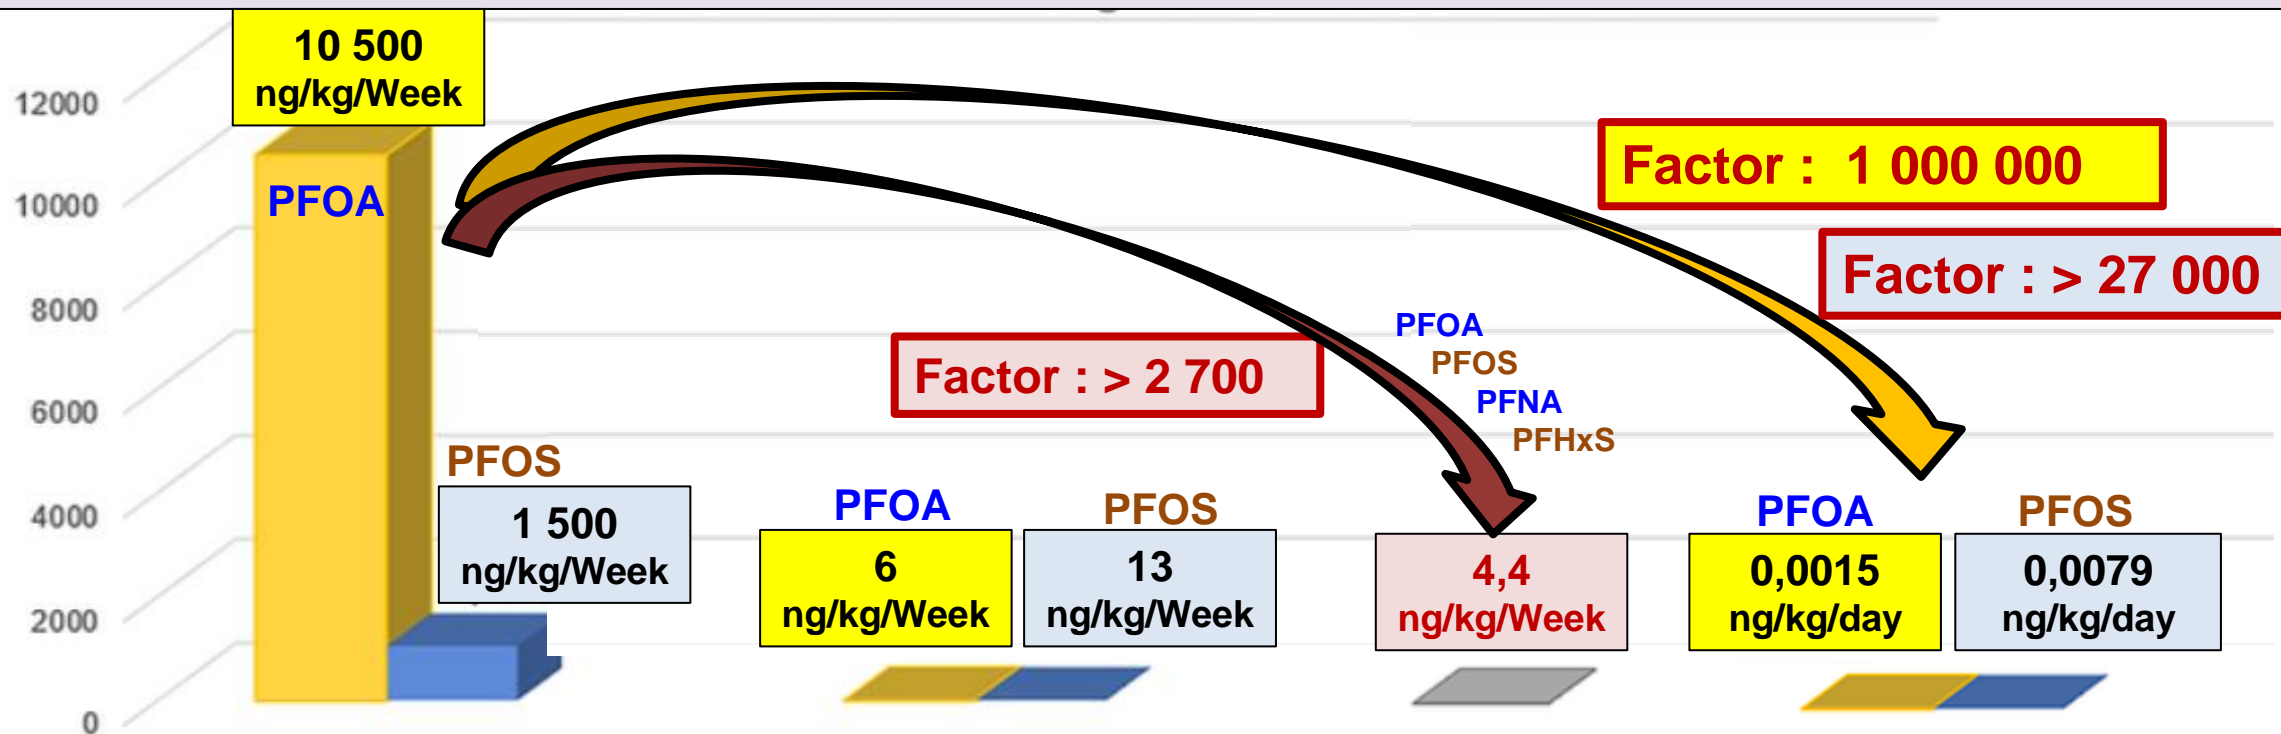 10 500
ng/kg/Week
12000
10000
8000
6000
4000
2000
0
PFOA
PFOS
1 500
ng/kg/Week
Factor : > 2 700
PFOA
6
ng/kg/Week
PFOS
13
ng/kg/Week
PFOA
PFOS
PFNA
PFHxS
4,4
ng/kg/Week
Factor : 1 000 000
Factor : > 27 000
PFOA
0,0015
ng/kg/day
PFOS
0,0079
ng/kg/day